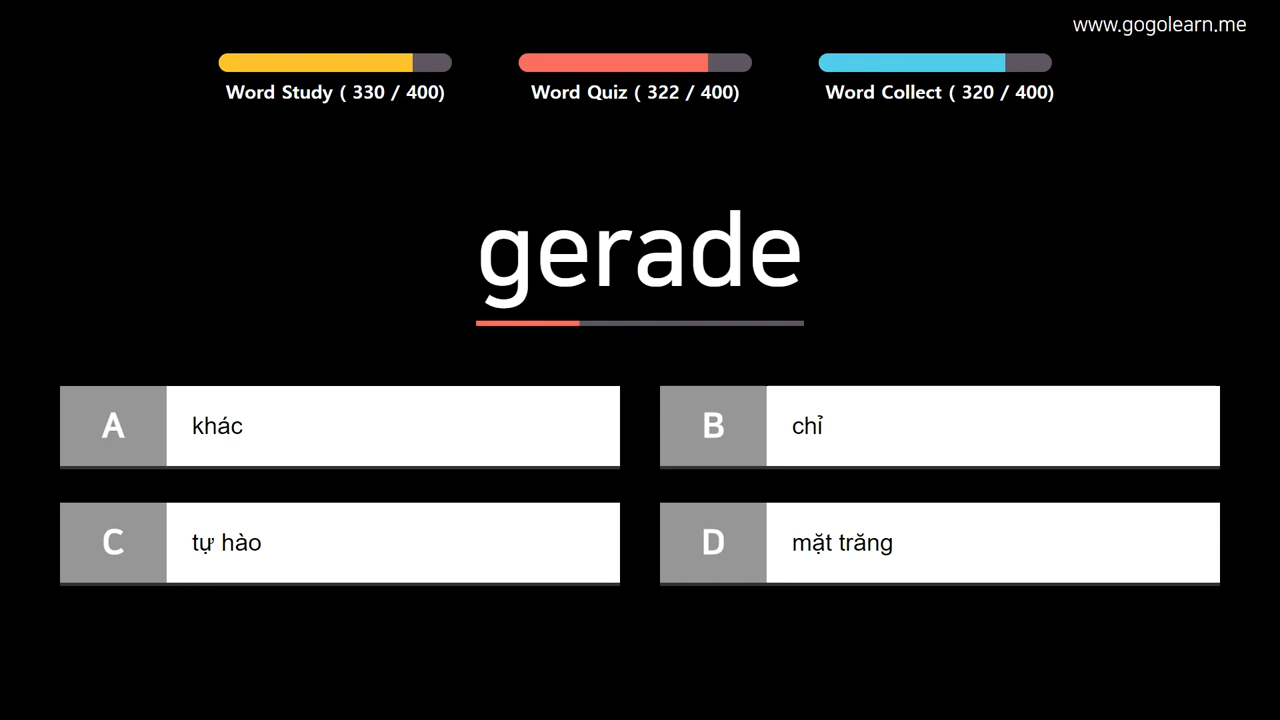 www.gogolearn.me
Word Study ( 330 / 400)
Word Quiz ( 322 / 400)
Word Collect ( 320 / 400)
gerade
A khác
B chỉ
C tự hào
D mặt trăng